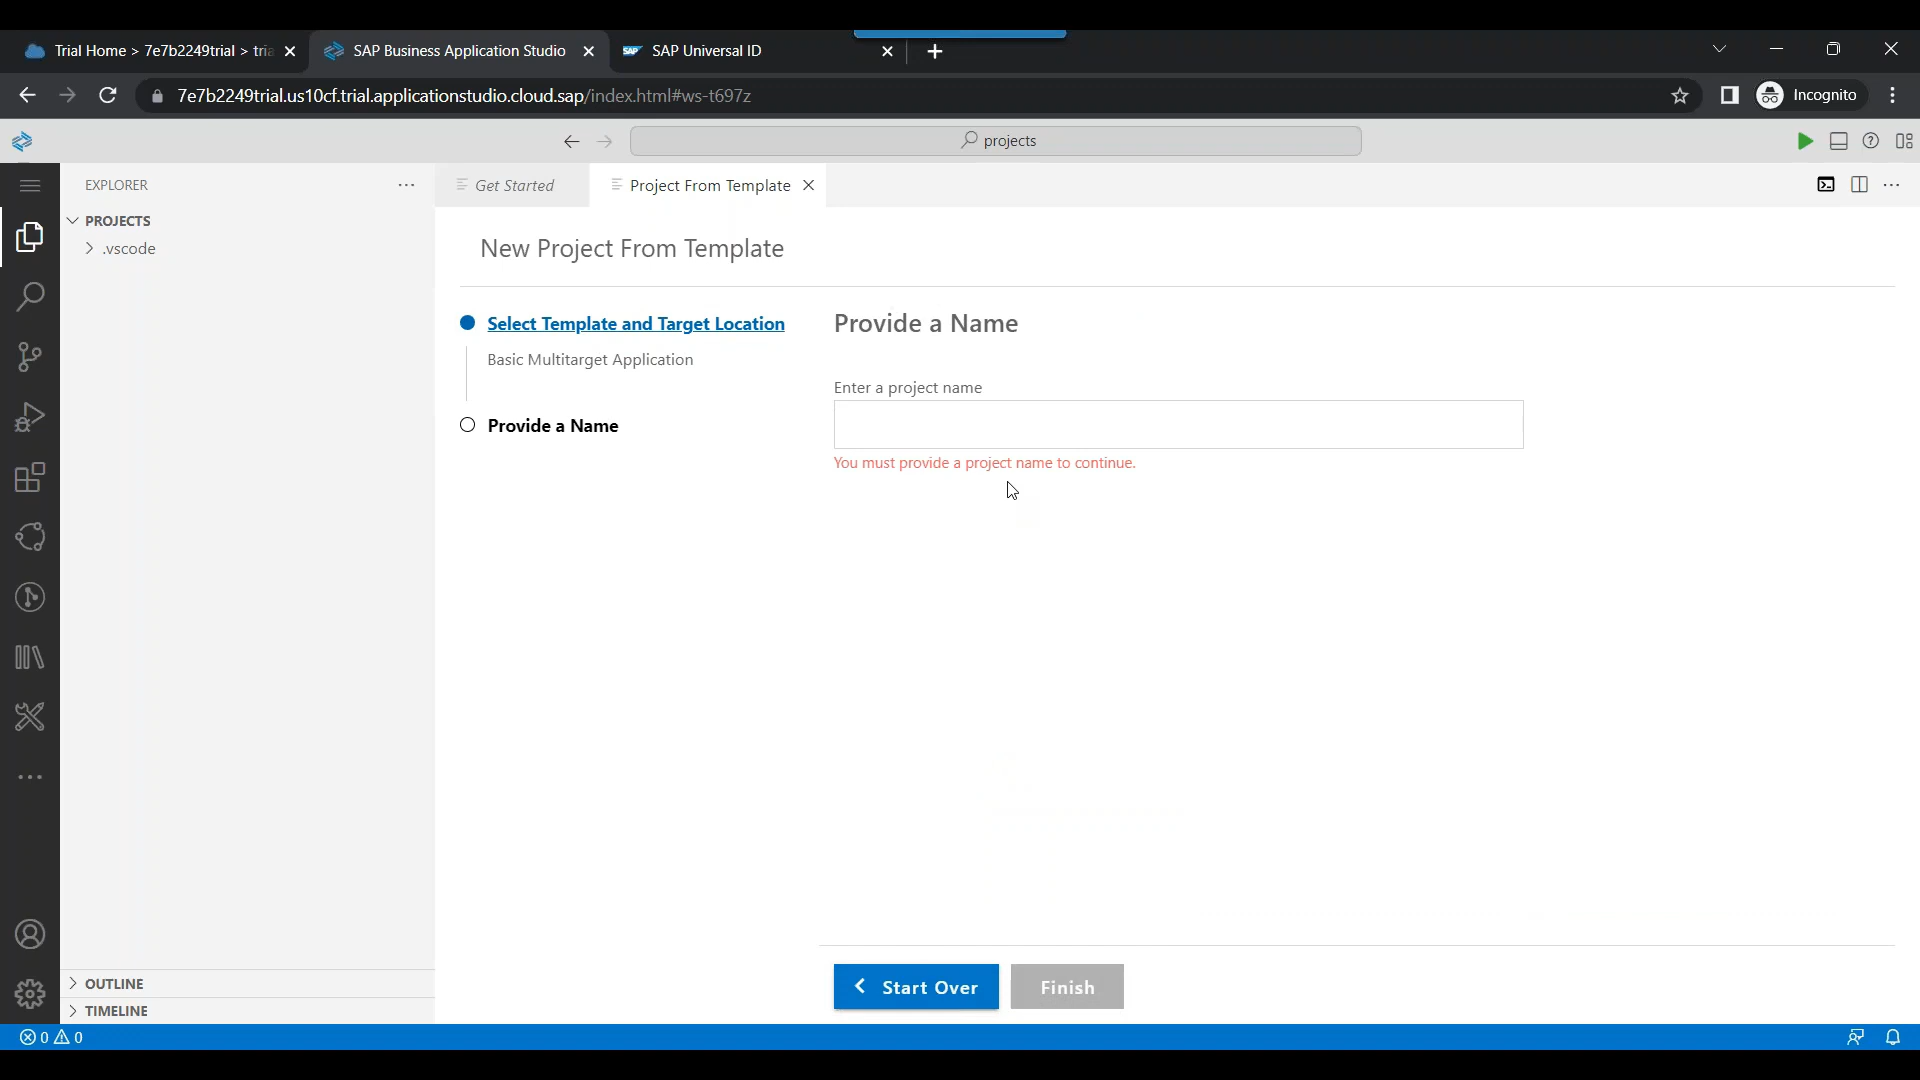 Trial Home > 7e7b2249trial > tria
SAP Business Application Studio
SAP SAP Universal ID
7e7b2249trial.us10cf.trial.applicationstudio.cloud.sap/index.html#ws-t697z
Incognito
projects
EXPLORER
Get Started
Project From Template
PROJECTS
.vscode
New Project From Template
Select Template and Target Location
Basic Multitarget Application
Provide a Name
Provide a Name
Enter a project name
You must provide a project name to continue.
Start Over
Finish
OUTLINE
TIMELINE
0 0